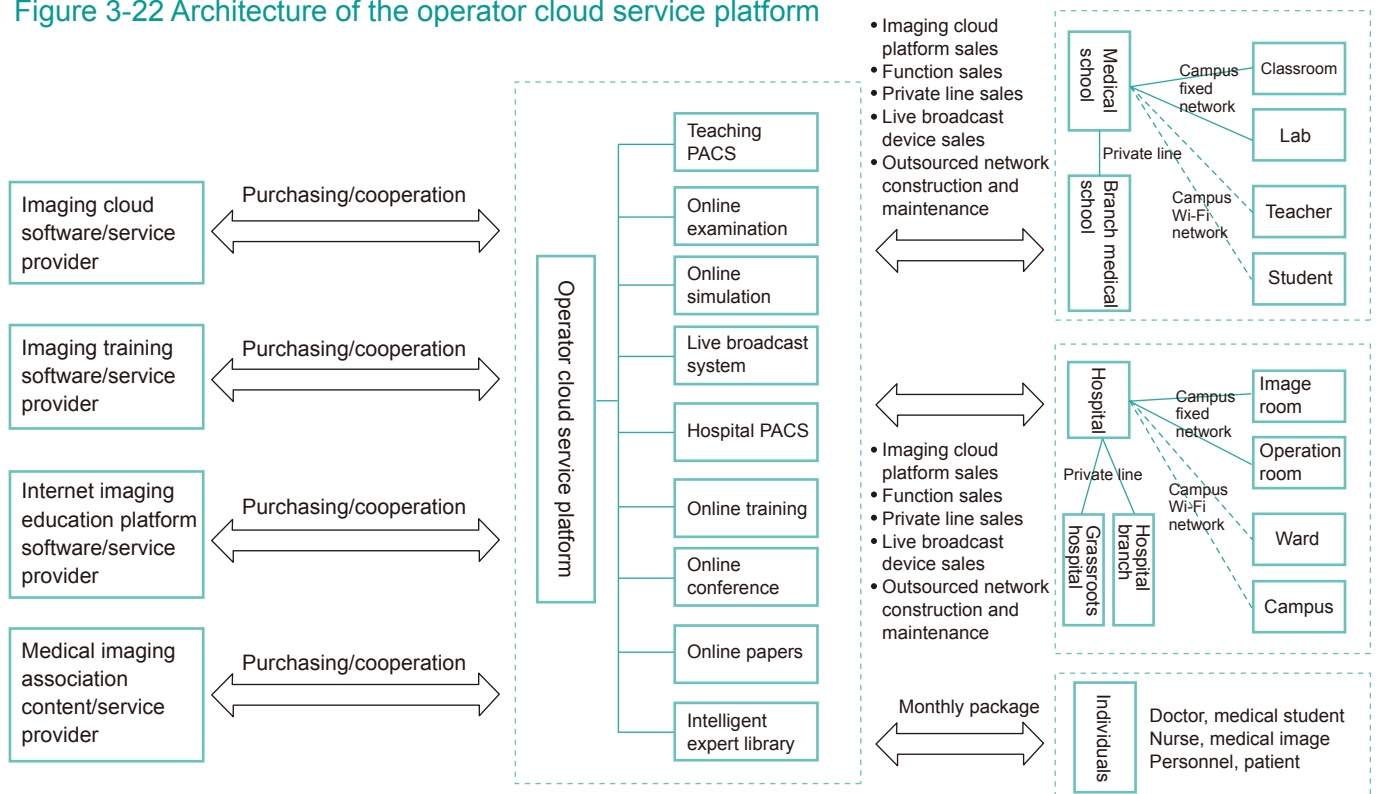 Figure 3-22 Architecture of the operator cloud service platform
Imaging cloud
software/service
provider
Purchasing/cooperation
Imaging training
software/service
provider
Purchasing/cooperation
Internet imaging
education platform
software/service
provider
Purchasing/cooperation
Medical imaging
association
content/service
provider
Purchasing/cooperation
Operator cloud service platform
Teaching
PACS
Online
examination
Online
simulation
Live broadcast
system
Hospital PACS
Online training
Online
conference
Online papers
Intelligent
expert library
• Imaging cloud
platform sales
• Function sales
• Private line sales
• Live broadcast
device sales
• Outsourced network
construction and
maintenance
Medical
school
Private line
Branch medical
school
Campus
fixed
network
Campus
Wi-Fi
network
Classroom
Lab
Teacher
Student
• Imaging cloud
platform sales
• Function sales
• Private line sales
• Live broadcast
device sales
• Outsourced network
construction and
maintenance
Hospital
Private line
Grassroots
hospital
Hospital
branch
Campus
fixed
network
Campus
Wi-Fi
network
Image
room
Operation
room
Ward
Campus
Monthly package
Individuals
Doctor, medical student
Nurse, medical image
Personnel, patient